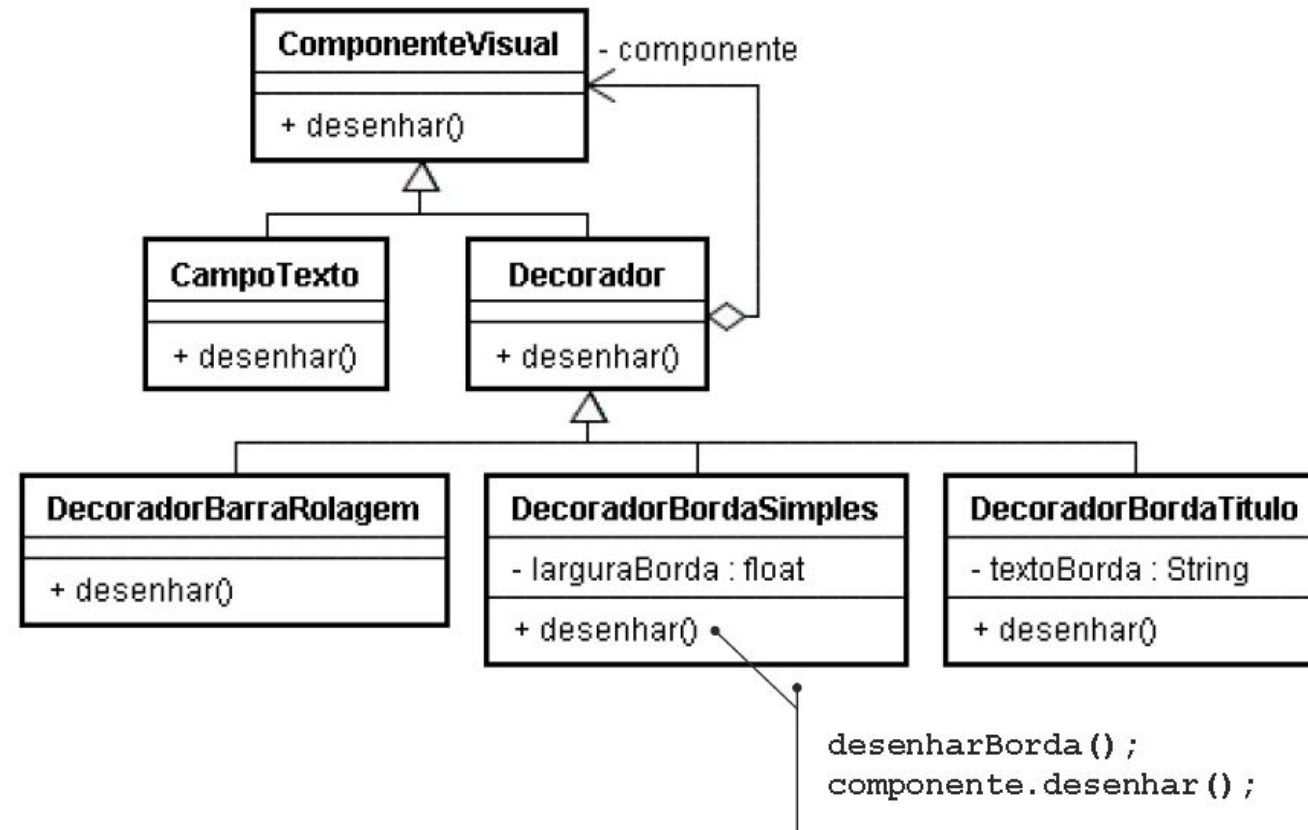 ComponenteVisual
- componente
+ desenhar()
CampoTexto
+ desenhar()
Decorador
+ desenhar()
DecoradorBarraRolagem
+ desenhar()
DecoradorBordaSimples
- larguraBorda : float
+ desenhar()
DecoradorBordaTitulo
- textoBorda : String
+ desenhar()
desenharBorda();
componente.desenhar();